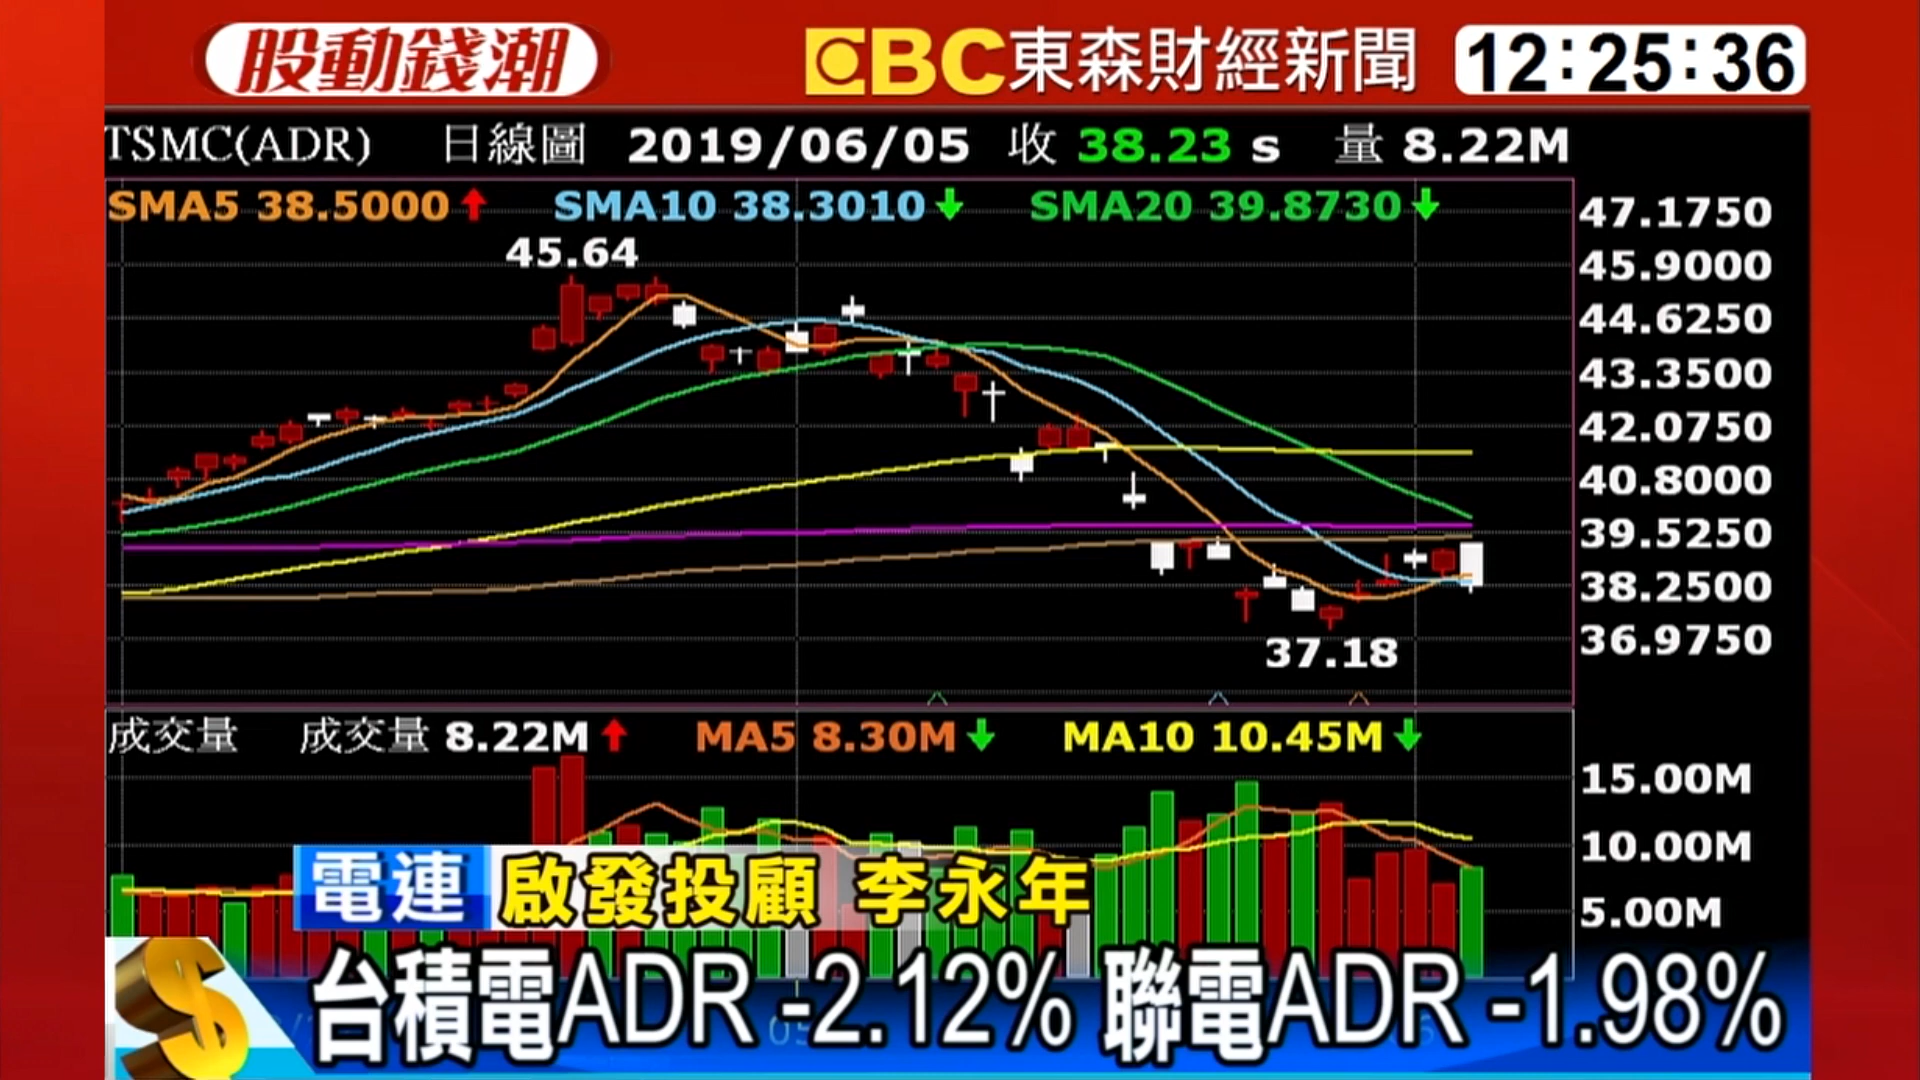 股動錢潮 EBC東森財經新聞 12:25:36
TSMC(ADR) 日線圖 2019/06/05 收 38.23 s 量 8.22M
SMA5 38.5000 SMA10 38.3010 SMA20 39.8730
47.1750
45.64
45.9000
44.6250
43.3500
42.0750
40.8000
39.5250
38.2500
36.9750
37.18
成交量 成交量 8.22M MA5 8.30M MA10 10.45M
15.00M
10.00M
5.00M
電連 啟發投顧 李永年
台積電ADR -2.12% 聯電ADR -1.98%